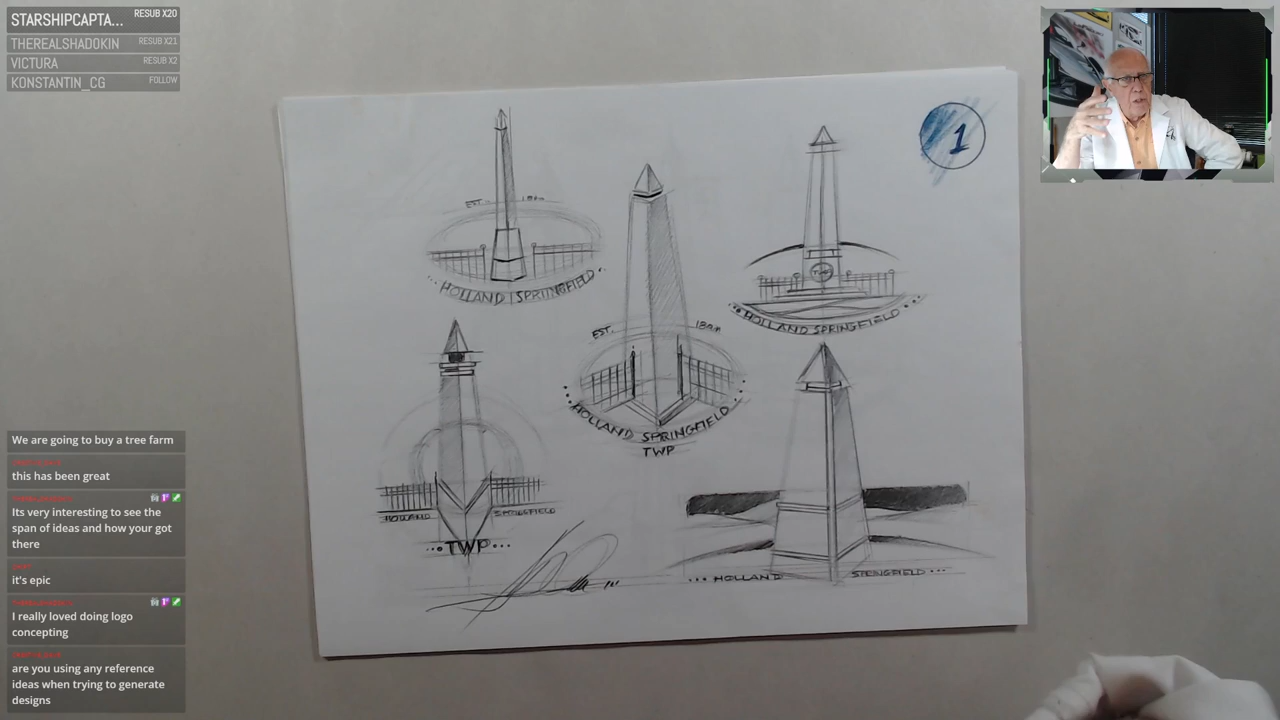 STARSHIPCAPTA... RESUB X20
THEREALSHADOKIN RESUB X21
VICTURA RESUB X2
KONSTANTIN_CG FOLLOW
1
EST.
HOLLAND | SPRINGFIELD
TWP
HOLLAND SPRINGFIELD
EST.
HOLLAND SPRINGFIELD
TWP
HOLLAND SPRINGFIELD
TWP
HOLLAND SPRINGFIELD
We are going to buy a tree farm
this has been great
Its very interesting to see the
span of ideas and how your got
there
it's epic
I really loved doing logo
concepting
are you using any reference
ideas when trying to generate
designs